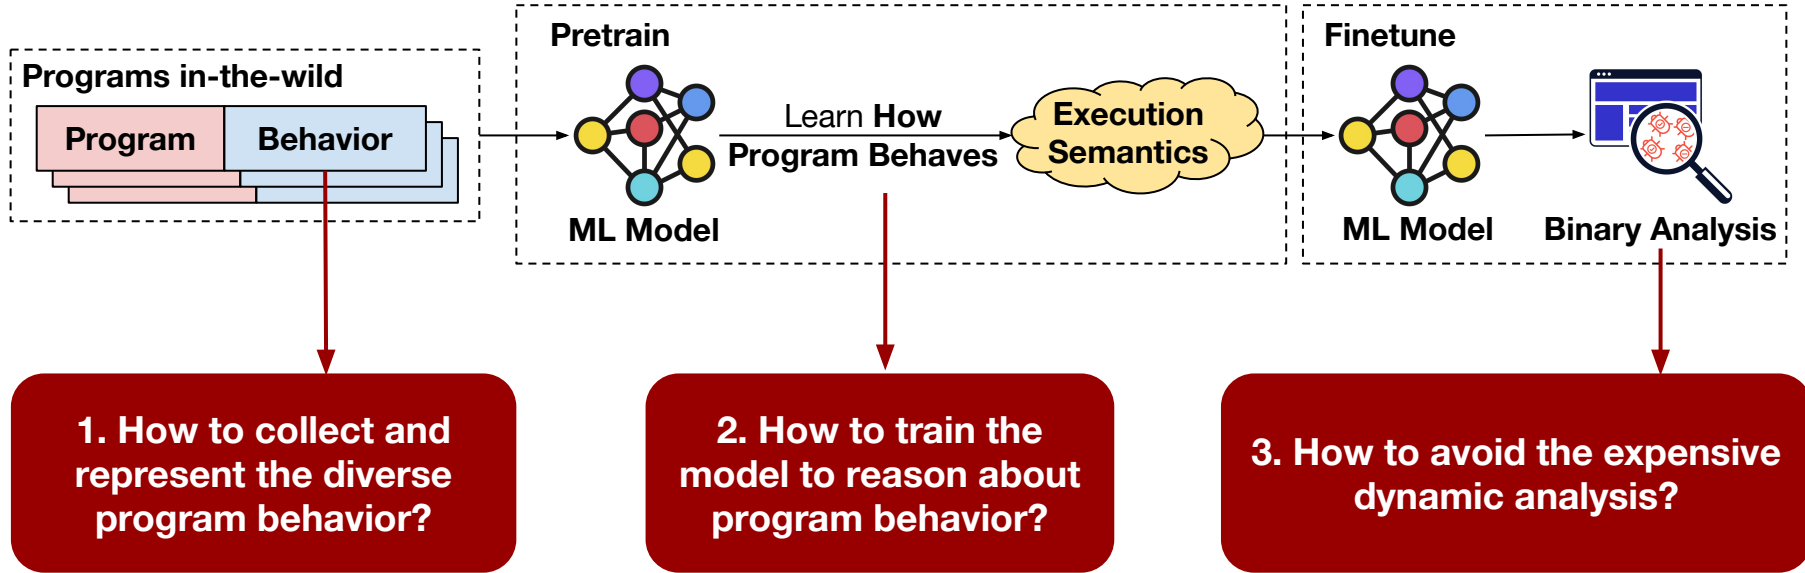 Programs in-the-wild
Program
Behavior
Pretrain
ML Model
Learn How
Program Behaves
Execution
Semantics
Finetune
ML Model
Binary Analysis
1. How to collect and
represent the diverse
program behavior?
2. How to train the
model to reason about
program behavior?
3. How to avoid the expensive
dynamic analysis?